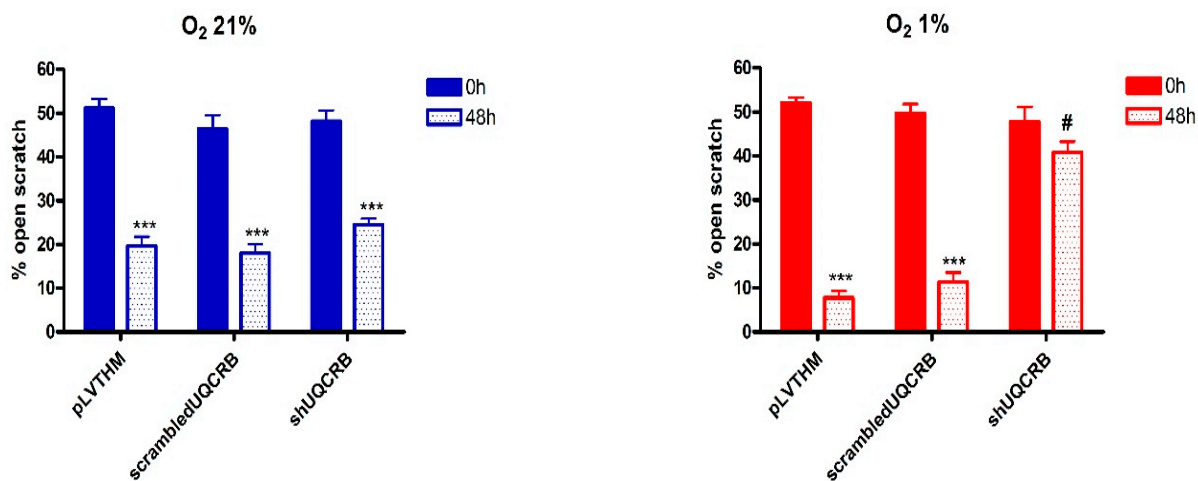 O2 21%
% open scratch
60
50
40
30
20
10
0
***
***
***
pLVTHM
scrambledUQCRB
shUQCRB
0h
48h
O2 1%
% open scratch
60
50
40
30
20
10
0
***
***
#
pLVTHM
scrambledUQCRB
shUQCRB
0h
48h